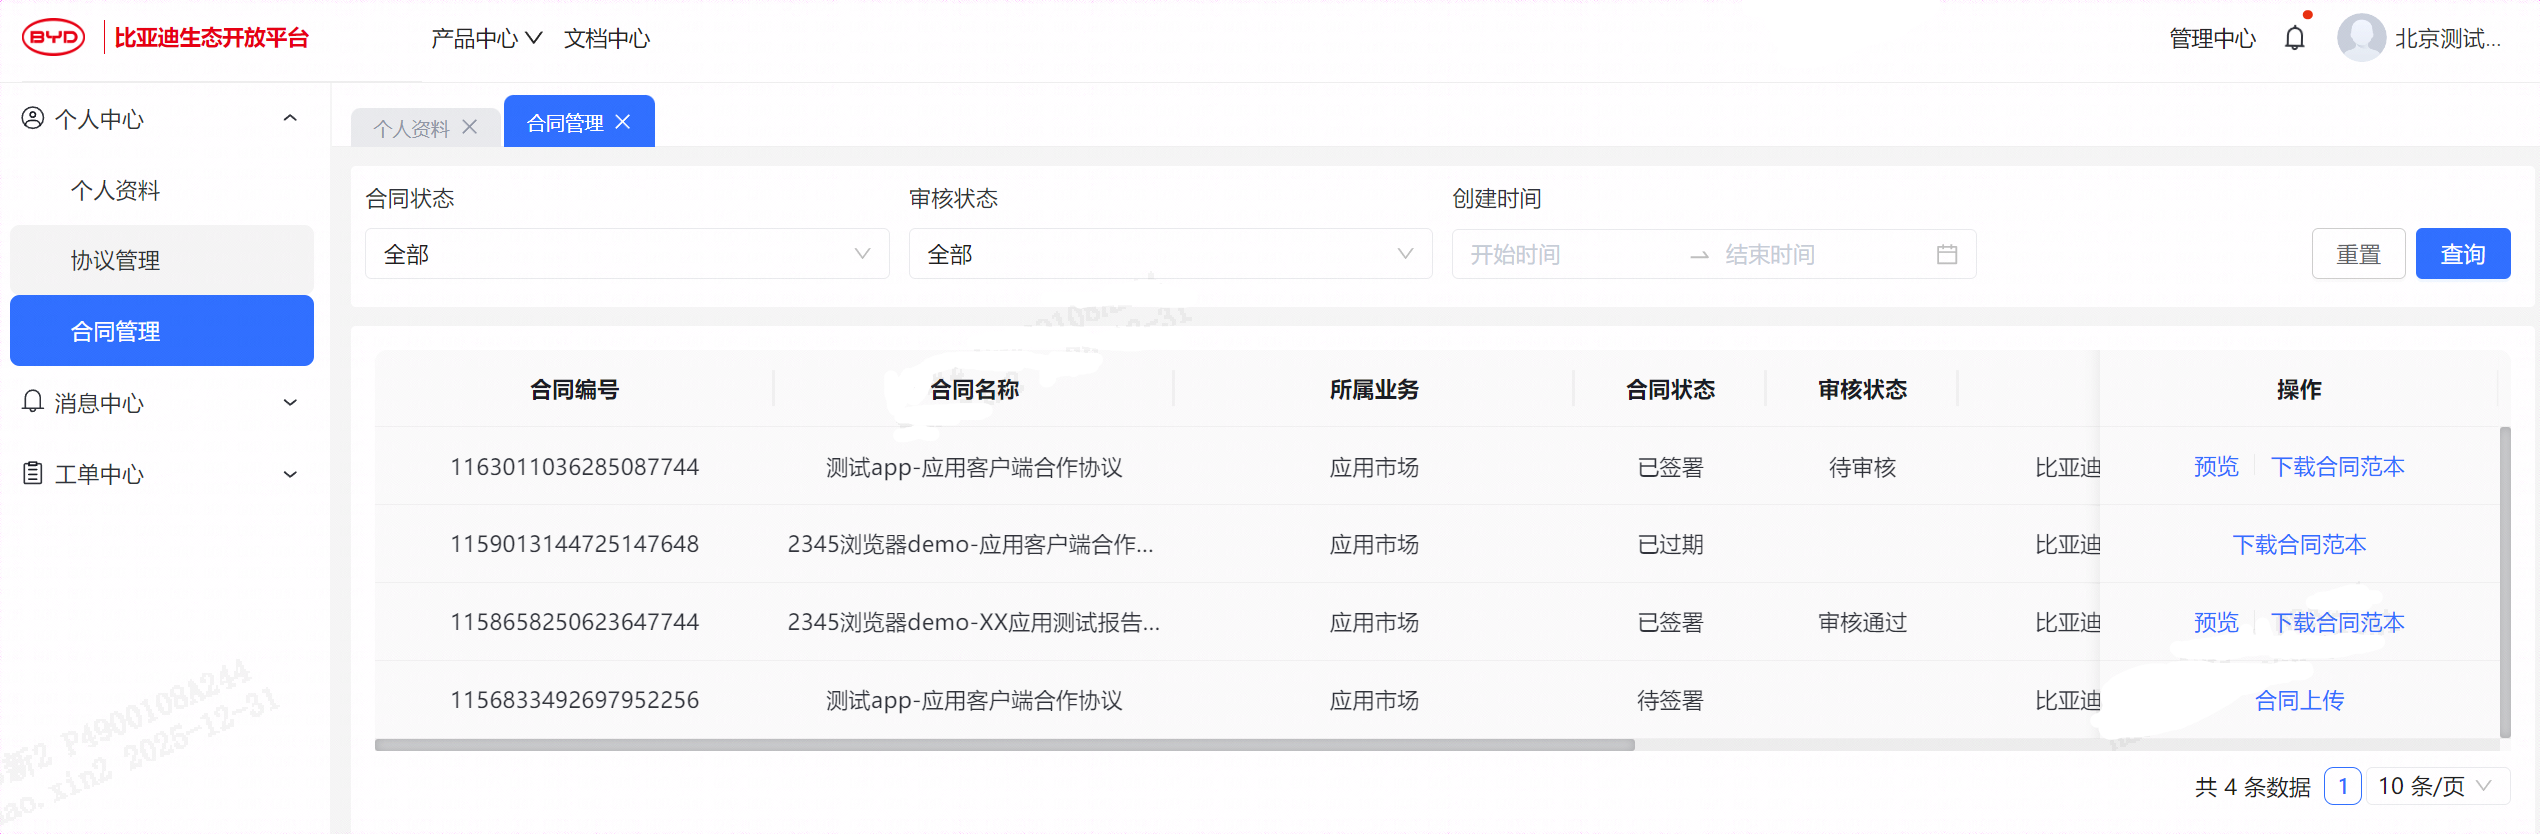 BYD 比亚迪生态开放平台 产品中心 文档中心 管理中心 北京测试...
个人中心
个人资料
协议管理
合同管理
消息中心
工单中心
个人资料 合同管理
合同状态 审核状态 创建时间
全部 全部 开始时间 → 结束时间 重置 查询
合同编号 合同名称 所属业务 合同状态 审核状态 操作
1163011036285087744 测试app-应用客户端合作协议 应用市场 已签署 待审核 比亚迪 预览 下载合同范本
1159013144725147648 2345浏览器demo-应用客户端合作... 应用市场 已过期 比亚迪 下载合同范本
1158658250623647744 2345浏览器demo-XX应用测试报告... 应用市场 已签署 审核通过 比亚迪 预览 下载合同范本
1156833492697952256 测试app-应用客户端合作协议 应用市场 待签署 比亚迪 合同上传
共 4 条数据 1 10 条/页
新2 P4900108A244
ao.xin2 2025-12-31